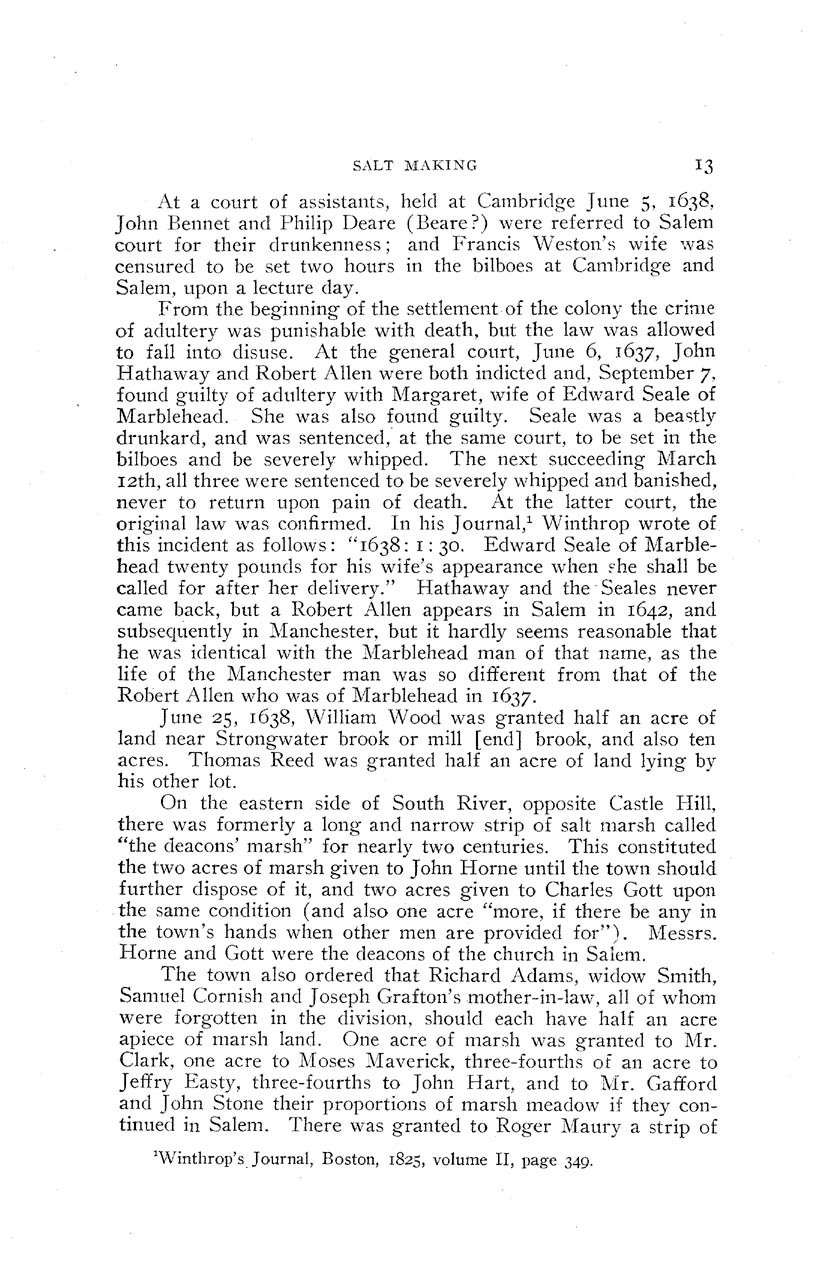 SALT MAKING 13
At a court of assistants, held at Cambridge June 5, 1638,
John Bennet and Philip Deare (Beare?) were referred to Salem
court for their drunkenness; and Francis Weston's wife was
censured to be set two hours in the bilboes at Cambridge and
Salem, upon a lecture day.
From the beginning of the settlement of the colony the crime
of adultery was punishable with death, but the law was allowed
to fall into disuse. At the general court, June 6, 1637, John
Hathaway and Robert Allen were both indicted and, September 7,
found guilty of adultery with Margaret, wife of Edward Seale of
Marblehead. She was also found guilty. Seale was a beastly
drunkard, and was sentenced, at the same court, to be set in the
bilboes and be severely whipped. The next succeeding March
12th, all three were sentenced to be severely whipped and banished,
never to return upon pain of death. At the latter court, the
original law was confirmed. In his Journal,¹ Winthrop wrote of
this incident as follows: "1638: 1 : 30. Edward Seale of Marble-
head twenty pounds for his wife's appearance when she shall be
called for after her delivery." Hathaway and the Seales never
came back, but a Robert Allen appears in Salem in 1642, and
subsequently in Manchester, but it hardly seems reasonable that
he was identical with the Marblehead man of that name, as the
life of the Manchester man was so different from that of the
Robert Allen who was of Marblehead in 1637.
June 25, 1638, William Wood was granted half an acre of
land near Strongwater brook or mill [end] brook, and also ten
acres. Thomas Reed was granted half an acre of land lying by
his other lot.
On the eastern side of South River, opposite Castle Hill,
there was formerly a long and narrow strip of salt marsh called
"the deacons' marsh" for nearly two centuries. This constituted
the two acres of marsh given to John Horne until the town should
further dispose of it, and two acres given to Charles Gott upon
the same condition (and also one acre "more, if there be any in
the town's hands when other men are provided for"). Messrs.
Horne and Gott were the deacons of the church in Salem.
The town also ordered that Richard Adams, widow Smith,
Samuel Cornish and Joseph Grafton's mother-in-law, all of whom
were forgotten in the division, should each have half an acre
apiece of marsh land. One acre of marsh was granted to Mr.
Clark, one acre to Moses Maverick, three-fourths of an acre to
Jeffry Easty, three-fourths to John Hart, and to Mr. Gafford
and John Stone their proportions of marsh meadow if they con-
tinued in Salem. There was granted to Roger Maury a strip of
¹Winthrop's Journal, Boston, 1825, volume II, page 349.